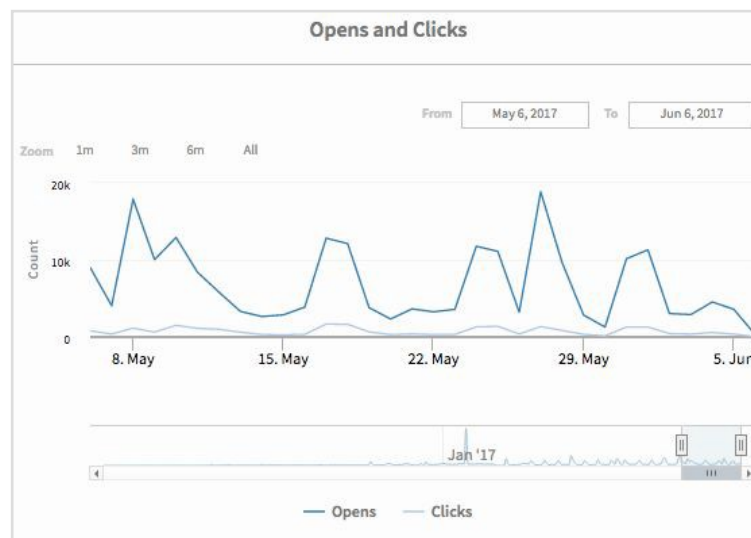 Opens and Clicks
From May 6, 2017 To Jun 6, 2017
Zoom 1m 3m 6m All
20k
10k
0
Count
8. May 15. May 22. May 29. May 5. Jun
Jan '17
Opens Clicks